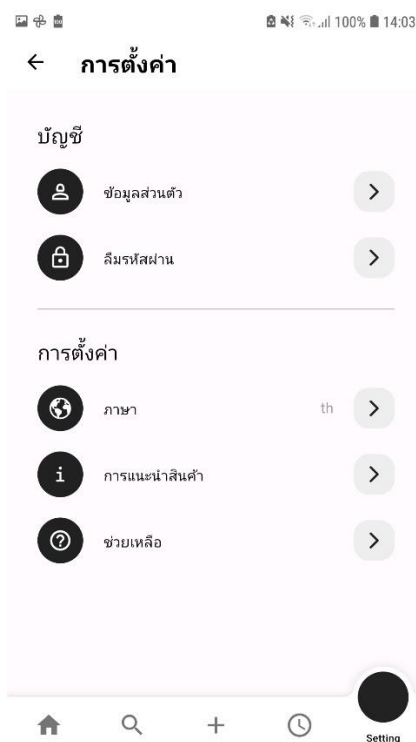 100% 14:03
การตั้งค่า
บัญชี
ข้อมูลส่วนตัว
ลืมรหัสผ่าน
การตั้งค่า
ภาษา th
การแนะนำสินค้า
ช่วยเหลือ
Setting